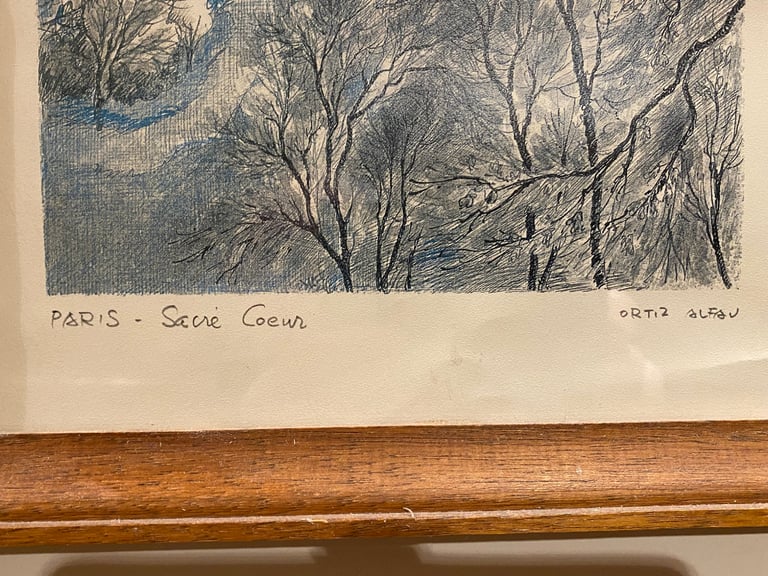 PARIS - Sacré Coeur
ORTIZ ALFAU